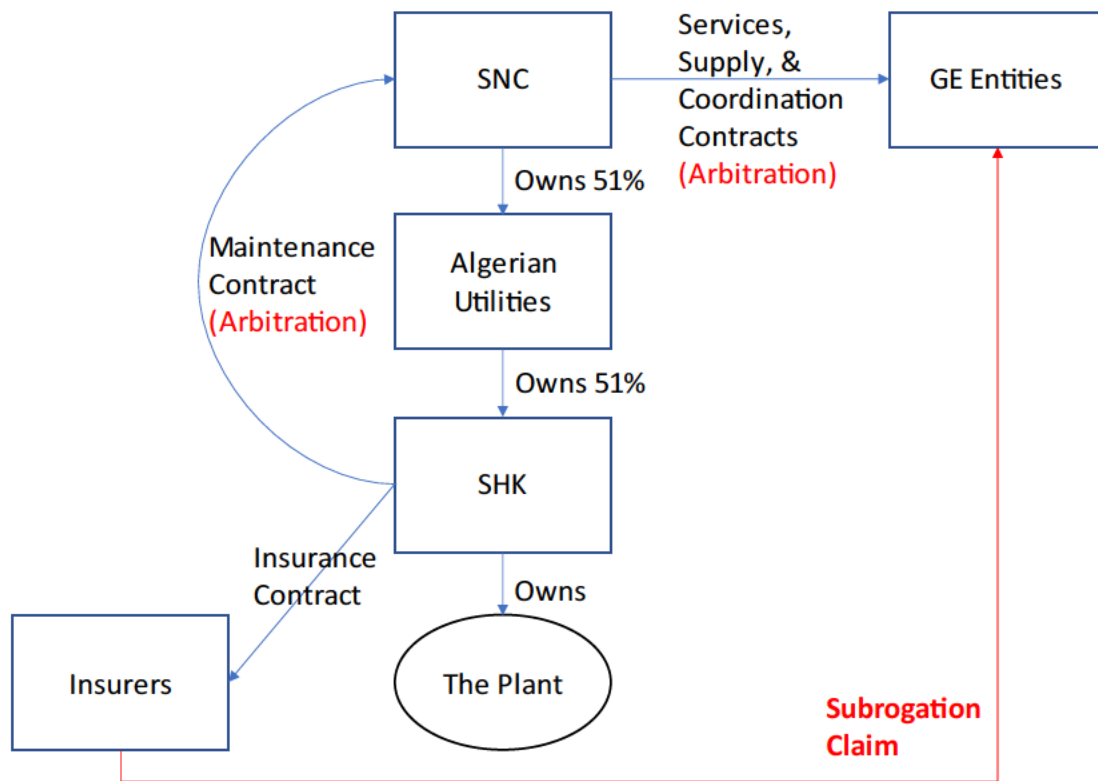 SNC
Services,
Supply, &
Coordination
Contracts
(Arbitration)
GE Entities
Owns 51%
Maintenance
Contract
(Arbitration)
Algerian
Utilities
Owns 51%
SHK
Insurance
Contract
Owns
Insurers
The Plant
Subrogation
Claim